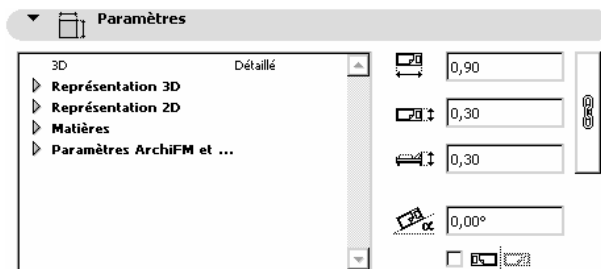 Paramètres
3D Détaillé
Représentation 3D
Représentation 2D
Matières
Paramètres ArchiFM et ...
0,90
0,30
0,30
α 0,00°